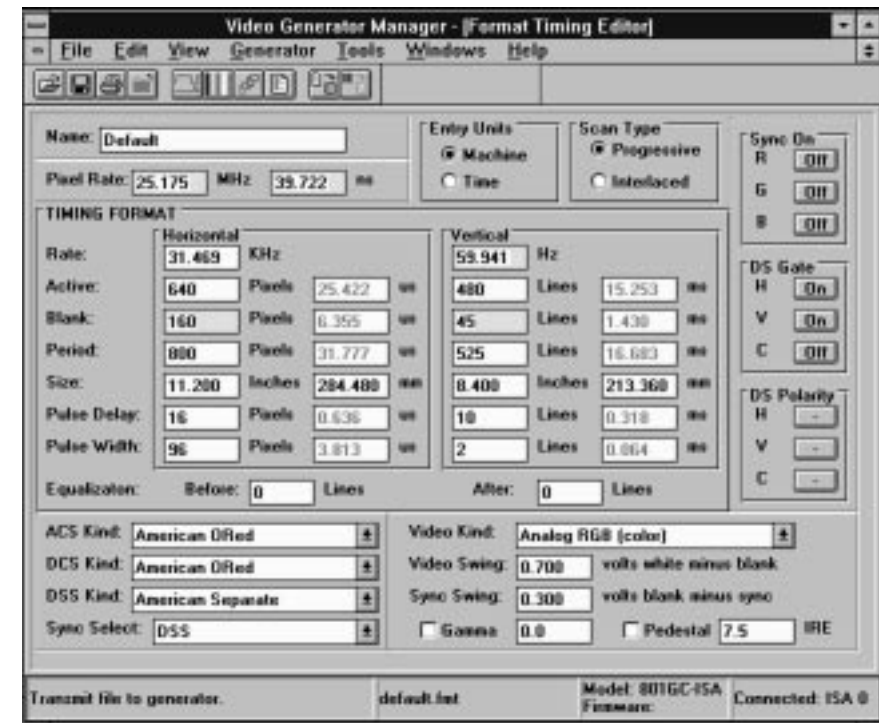 Video Generator Manager - [Format Timing Editor]
File Edit View Generator Tools Windows Help
Name: Default
Pixel Rate: 25.175 MHz 39.722 ns
Entry Units
Machine
Time
Scan Type
Progressive
Interlaced
Sync On
R Off
G Off
B Off
DS Gate
H On
V On
C Off
DS Polarity
H -
V -
C -
TIMING FORMAT
Horizontal Vertical
Rate: 31.469 KHz 59.941 Hz
Active: 640 Pixels 25.422 us 480 Lines 15.253 ms
Blank: 160 Pixels 6.355 us 45 Lines 1.430 ms
Period: 800 Pixels 31.777 us 525 Lines 16.683 ms
Size: 11.200 Inches 284.480 mm 8.400 Inches 213.360 mm
Pulse Delay: 16 Pixels 0.636 us 10 Lines 0.318 ms
Pulse Width: 96 Pixels 3.813 us 2 Lines 0.064 ms
Equalizaton: Before: 0 Lines After: 0 Lines
ACS Kind: American ORed
DCS Kind: American ORed
DSS Kind: American Separate
Sync Select: DSS
Video Kind: Analog RGB (color)
Video Swing: 0.700 volts white minus blank
Sync Swing: 0.300 volts blank minus sync
Gamma 0.0 Pedestal 7.5 IRE
Transmit file to generator. default.fmt Model: 801GC-ISA Connected: ISA 0
Firmware: